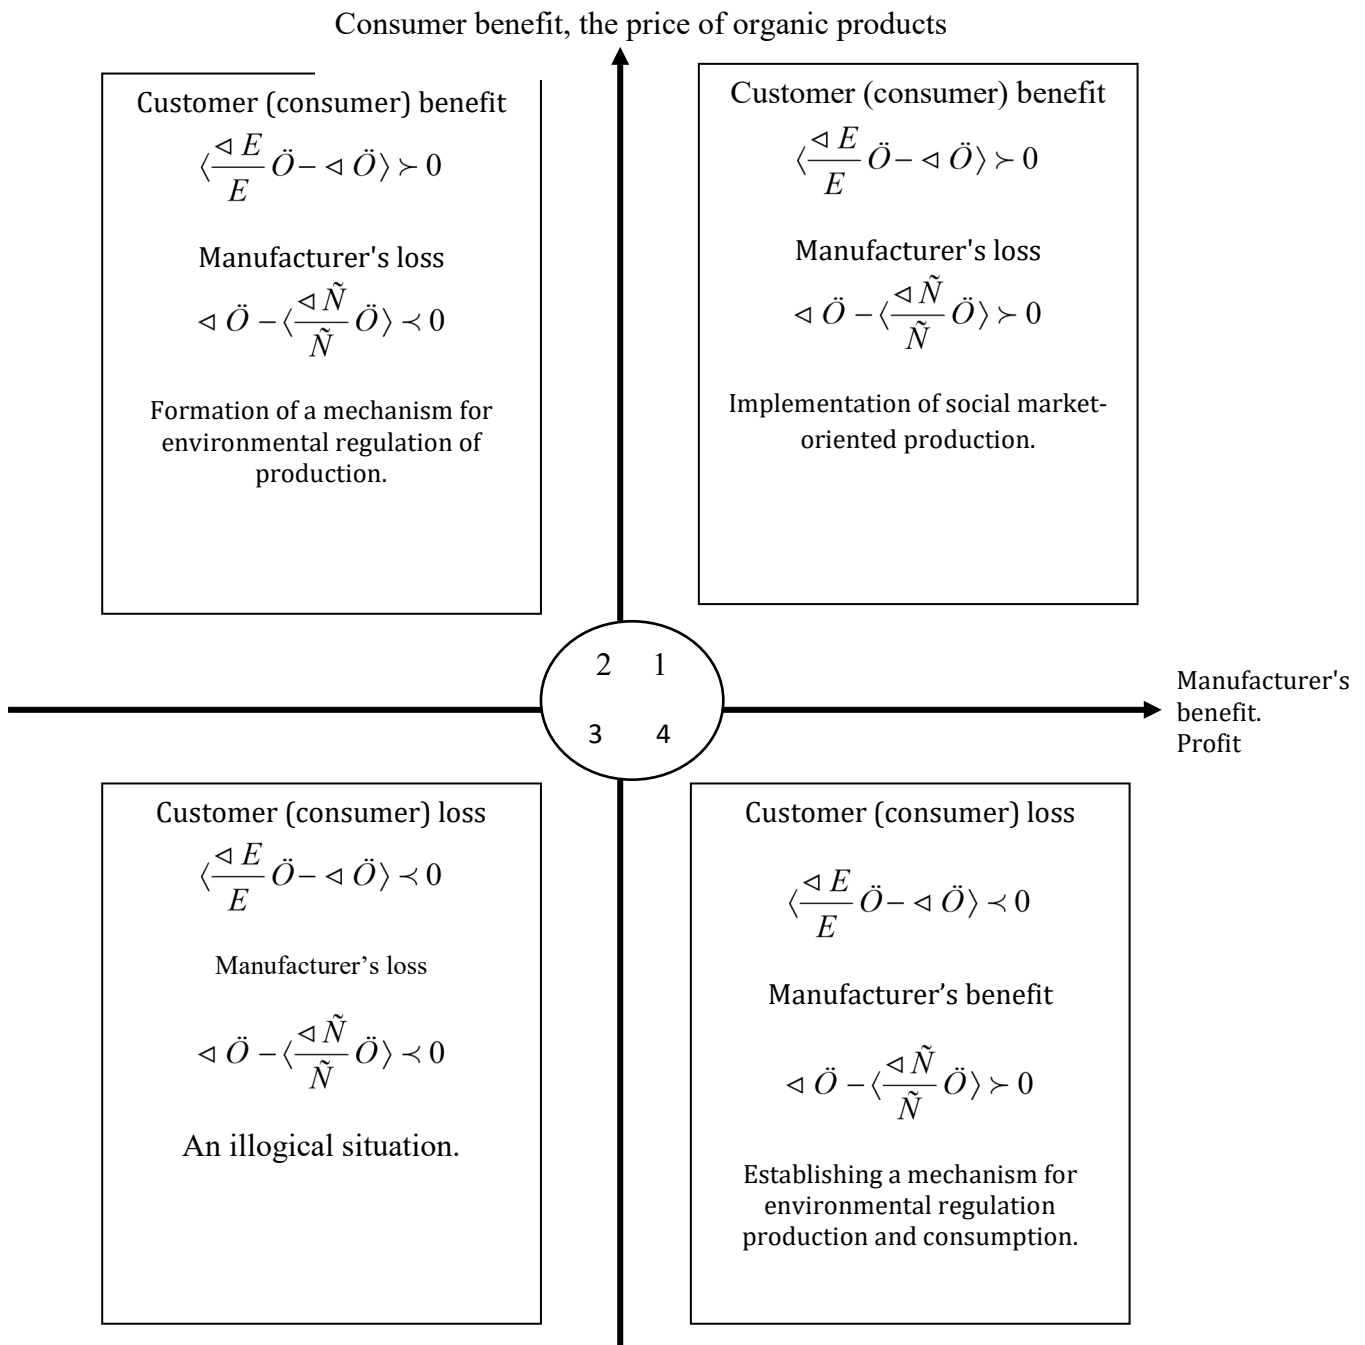 Consumer benefit, the price of organic products
Customer (consumer) benefit
⟨⊲ E / E Ö − ⊲ Ö⟩ ≻ 0
Manufacturer's loss
⊲ Ö − ⟨⊲ Ñ / Ñ Ö⟩ ≺ 0
Formation of a mechanism for
environmental regulation of
production.
Customer (consumer) benefit
⟨⊲ E / E Ö − ⊲ Ö⟩ ≻ 0
Manufacturer's loss
⊲ Ö − ⟨⊲ Ñ / Ñ Ö⟩ ≻ 0
Implementation of social market-
oriented production.
2 1
3 4
Manufacturer's
benefit.
Profit
Customer (consumer) loss
⟨⊲ E / E Ö − ⊲ Ö⟩ ≺ 0
Manufacturer’s loss
⊲ Ö − ⟨⊲ Ñ / Ñ Ö⟩ ≺ 0
An illogical situation.
Customer (consumer) loss
⟨⊲ E / E Ö − ⊲ Ö⟩ ≺ 0
Manufacturer’s benefit
⊲ Ö − ⟨⊲ Ñ / Ñ Ö⟩ ≻ 0
Establishing a mechanism for
environmental regulation
production and consumption.